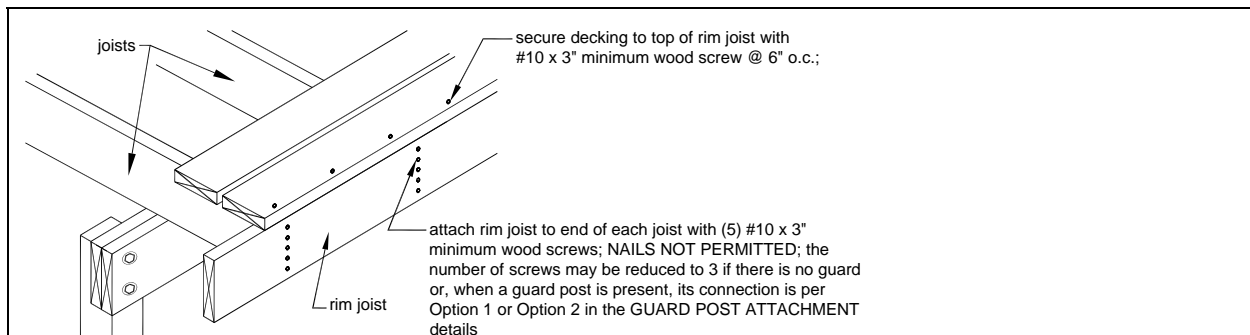 joists
secure decking to top of rim joist with
#10 x 3" minimum wood screw @ 6" o.c.;
attach rim joist to end of each joist with (5) #10 x 3"
minimum wood screws; NAILS NOT PERMITTED; the
number of screws may be reduced to 3 if there is no guard
or, when a guard post is present, its connection is per
Option 1 or Option 2 in the GUARD POST ATTACHMENT
details
rim joist